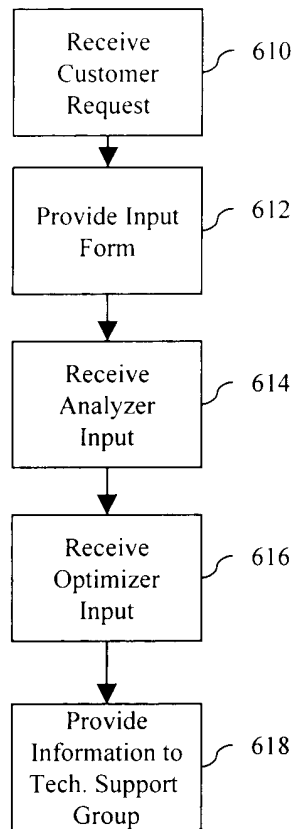 Receive
Customer
Request
610
Provide Input
Form
612
Receive
Analyzer
Input
614
Receive
Optimizer
Input
616
Provide
Information to
Tech. Support
Group
618